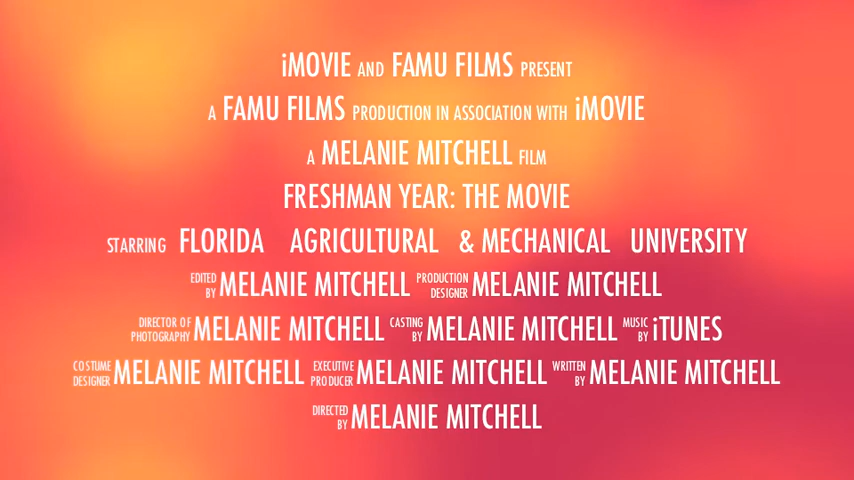 iMOVIE AND FAMU FILMS PRESENT
A FAMU FILMS PRODUCTION IN ASSOCIATION WITH iMOVIE
A MELANIE MITCHELL FILM
FRESHMAN YEAR: THE MOVIE
STARRING FLORIDA AGRICULTURAL & MECHANICAL UNIVERSITY
EDITED BY MELANIE MITCHELL PRODUCTION DESIGNER MELANIE MITCHELL
DIRECTOR OF PHOTOGRAPHY MELANIE MITCHELL CASTING BY MELANIE MITCHELL MUSIC BY iTUNES
COSTUME DESIGNER MELANIE MITCHELL EXECUTIVE PRODUCER MELANIE MITCHELL WRITTEN BY MELANIE MITCHELL
DIRECTED BY MELANIE MITCHELL